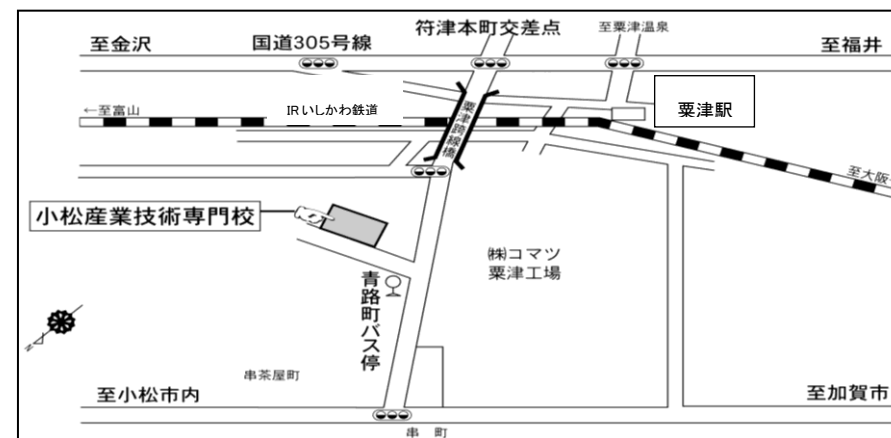 符津本町交差点
至金沢
国道305号線
至粟津温泉
至福井
←至富山
IRいしかわ鉄道
粟津駅
粟津跨線橋
至大阪
小松産業技術専門校
㈱コマツ
粟津工場
青路町バス停
N
串茶屋町
至小松市内
至加賀市
串 町